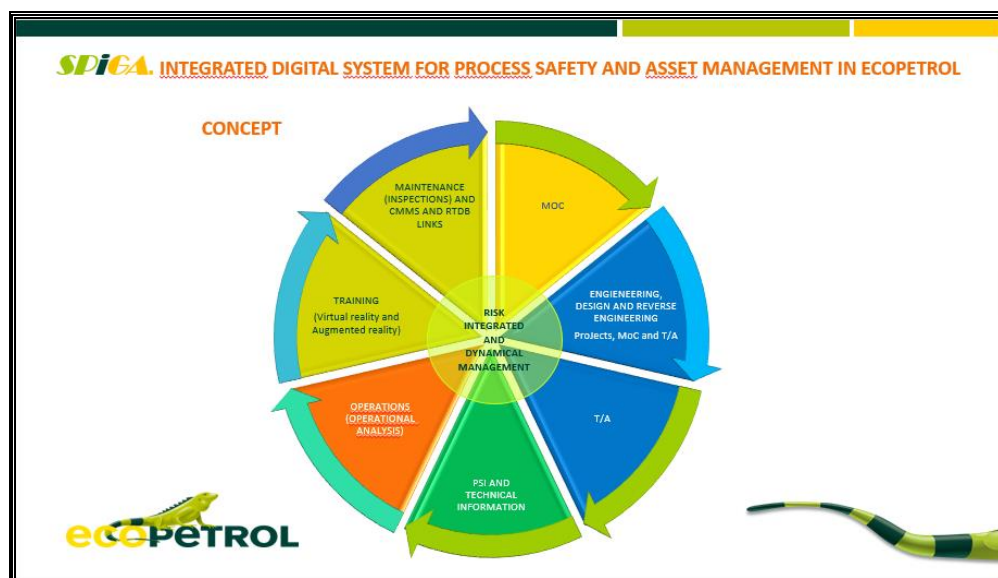 SPiGA. INTEGRATED DIGITAL SYSTEM FOR PROCESS SAFETY AND ASSET MANAGEMENT IN ECOPETROL
CONCEPT
MAINTENANCE
(INSPECTIONS) AND
CMMS AND RTDB
LINKS
MOC
ENGIENEERING,
DESIGN AND REVERSE
ENGINEERING
ProJects, MoC and T/A
TRAINING
(Virtual reality and
Augmented reality)
RISK
INTEGRATED
AND
DYNAMICAL
MANAGEMENT
OPERATIONS
(OPERATIONAL
ANALYSIS)
T/A
PSI AND
TECHNICAL
INFORMATION
ecoPETROL